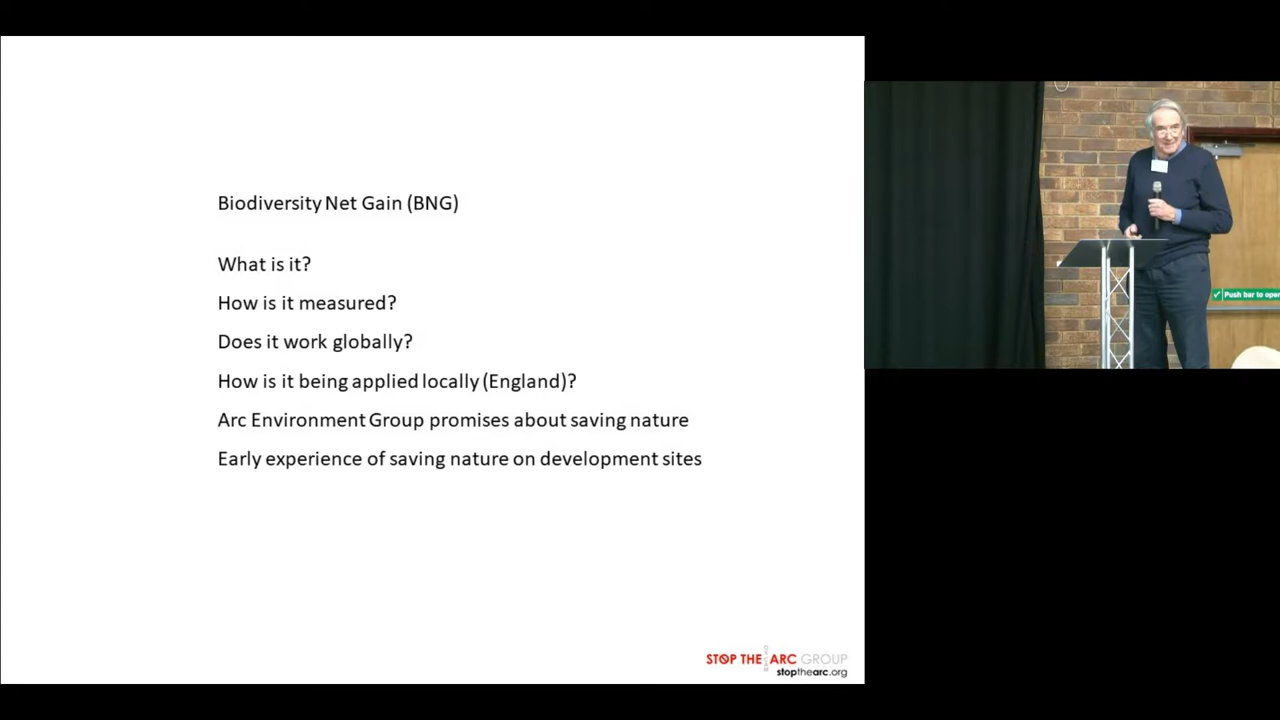 Biodiversity Net Gain (BNG)
What is it?
How is it measured?
Does it work globally?
How is it being applied locally (England)?
Arc Environment Group promises about saving nature
Early experience of saving nature on development sites
STOP THE ARC GROUP
stopthearc.org
✓ Push bar to open